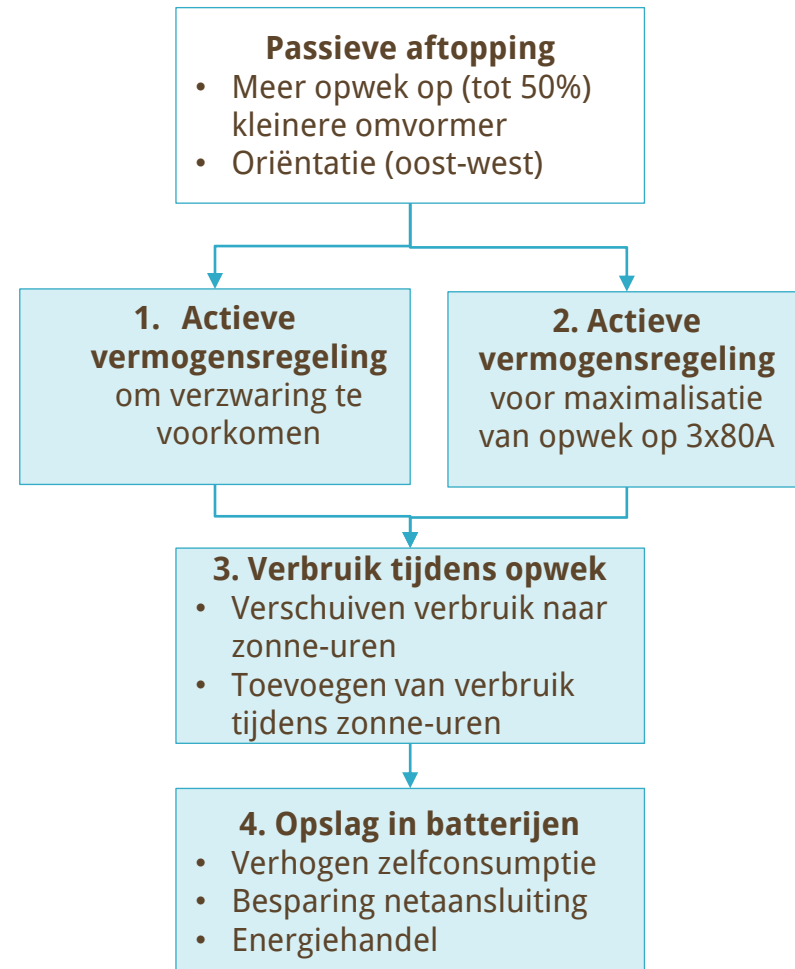 Passieve aftopping
• Meer opwek op (tot 50%)
kleinere omvormer
• Oriëntatie (oost-west)
1. Actieve
vermogensregeling
om verzwaring te
voorkomen
2. Actieve
vermogensregeling
voor maximalisatie
van opwek op 3x80A
3. Verbruik tijdens opwek
• Verschuiven verbruik naar
zonne-uren
• Toevoegen van verbruik
tijdens zonne-uren
4. Opslag in batterijen
• Verhogen zelfconsumptie
• Besparing netaansluiting
• Energiehandel